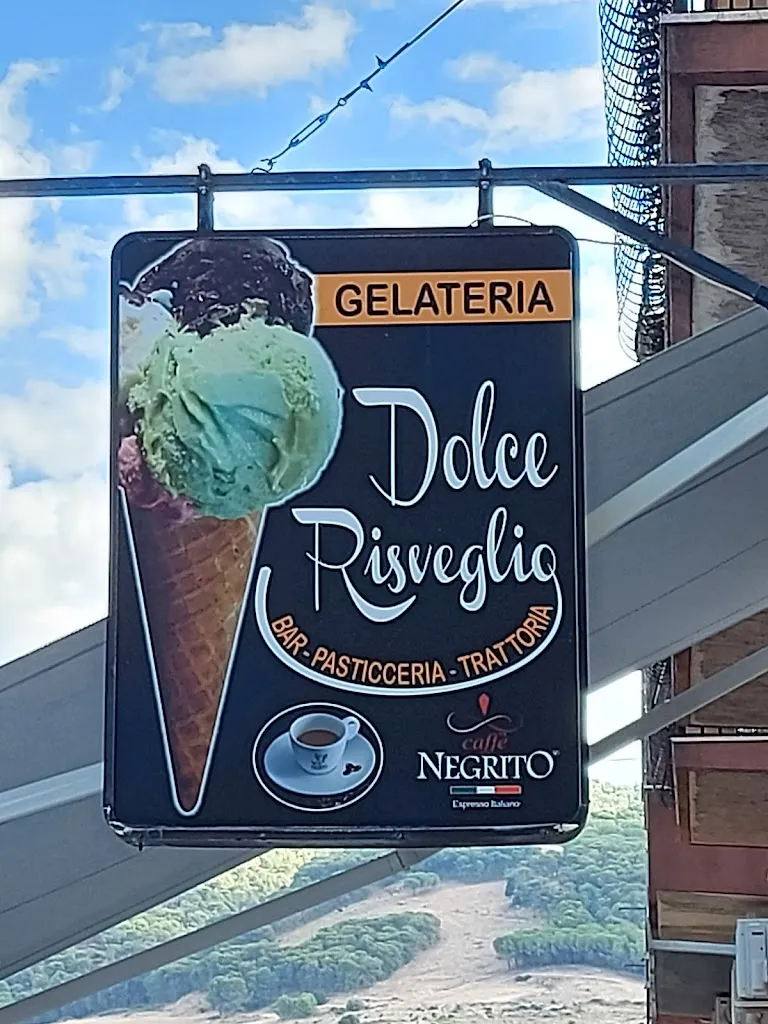 GELATERIA
Dolce
Risveglio
BAR - PASTICCERIA - TRATTORIA
caffè
NEGRITO
L'Espresso Italiano